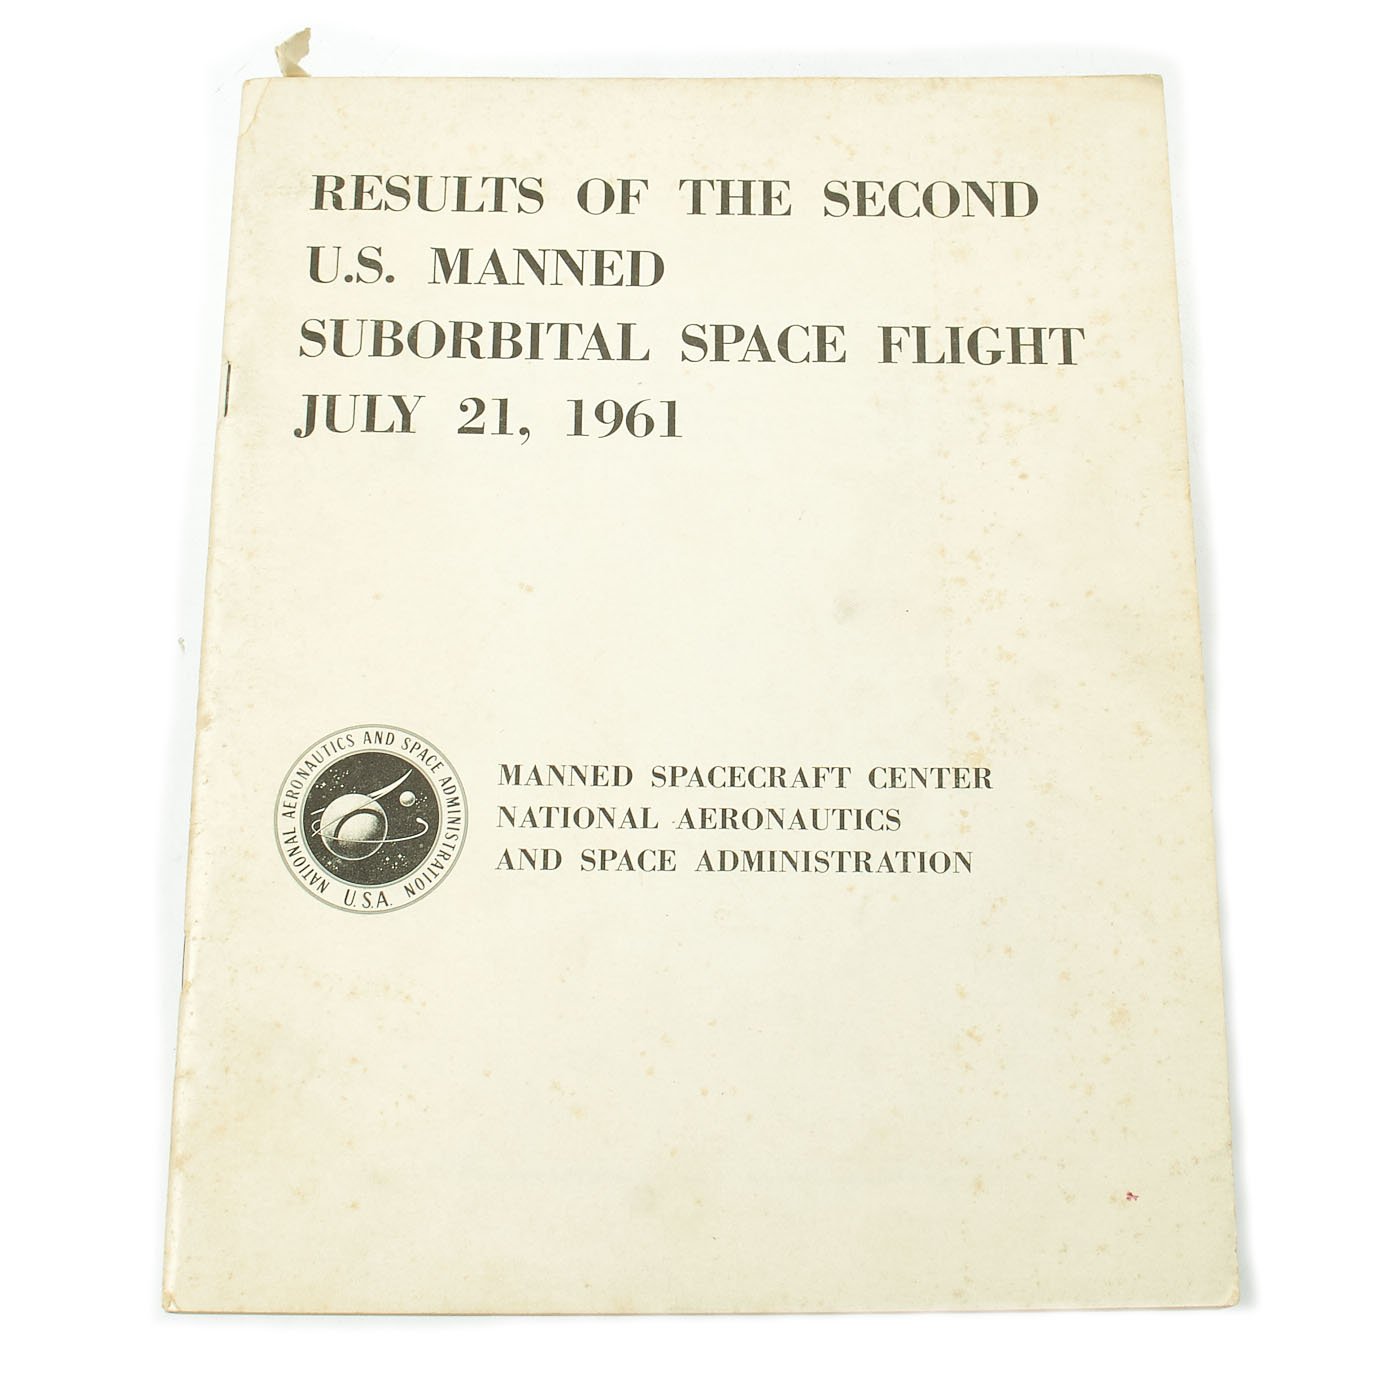 RESULTS OF THE SECOND
U.S. MANNED
SUBORBITAL SPACE FLIGHT
JULY 21, 1961
NATIONAL AERONAUTICS AND SPACE ADMINISTRATION
U.S.A.
MANNED SPACECRAFT CENTER
NATIONAL AERONAUTICS
AND SPACE ADMINISTRATION